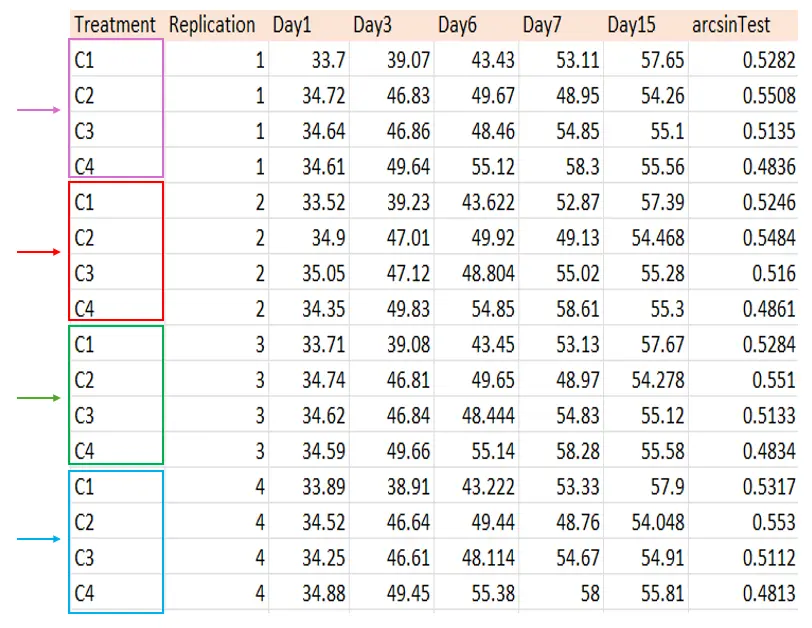 Treatment Replication Day1 Day3 Day6 Day7 Day15 arcsinTest
C1 1 33.7 39.07 43.43 53.11 57.65 0.5282
C2 1 34.72 46.83 49.67 48.95 54.26 0.5508
C3 1 34.64 46.86 48.46 54.85 55.1 0.5135
C4 1 34.61 49.64 55.12 58.3 55.56 0.4836
C1 2 33.52 39.23 43.622 52.87 57.39 0.5246
C2 2 34.9 47.01 49.92 49.13 54.468 0.5484
C3 2 35.05 47.12 48.804 55.02 55.28 0.516
C4 2 34.35 49.83 54.85 58.61 55.3 0.4861
C1 3 33.71 39.08 43.45 53.13 57.67 0.5284
C2 3 34.74 46.81 49.65 48.97 54.278 0.551
C3 3 34.62 46.84 48.444 54.83 55.12 0.5133
C4 3 34.59 49.66 55.14 58.28 55.58 0.4834
C1 4 33.89 38.91 43.222 53.33 57.9 0.5317
C2 4 34.52 46.64 49.44 48.76 54.048 0.553
C3 4 34.25 46.61 48.114 54.67 54.91 0.5112
C4 4 34.88 49.45 55.38 58 55.81 0.4813